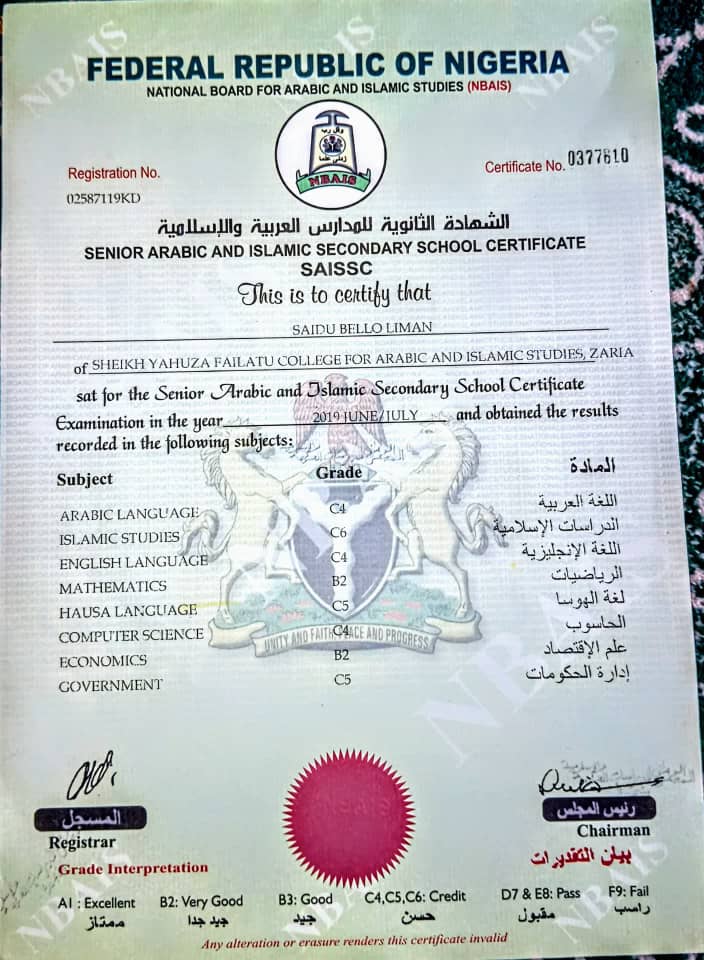 FEDERAL REPUBLIC OF NIGERIA
NATIONAL BOARD FOR ARABIC AND ISLAMIC STUDIES (NBAIS)
وقل رب
زدني علما
NBAIS
Registration No.
Certificate No. 0377610
02587119KD
الشهادة الثانوية للمدارس العربية والإسلامية
SENIOR ARABIC AND ISLAMIC SECONDARY SCHOOL CERTIFICATE
SAISSC
This is to certify that
SAIDU BELLO LIMAN
of SHEIKH YAHUZA FAILATU COLLEGE FOR ARABIC AND ISLAMIC STUDIES, ZARIA
sat for the Senior Arabic and Islamic Secondary School Certificate
Examination in the year 2019 JUNE/JULY and obtained the results
recorded in the following subjects:
Subject Grade المادة
ARABIC LANGUAGE C4 اللغة العربية
ISLAMIC STUDIES C6 الدراسات الإسلامية
ENGLISH LANGUAGE C4 اللغة الإنجليزية
MATHEMATICS B2 الرياضيات
HAUSA LANGUAGE C5 لغة الهوسا
COMPUTER SCIENCE C4 الحاسوب
ECONOMICS B2 علم الإقتصاد
GOVERNMENT C5 إدارة الحكومات
UNITY AND FAITH, PEACE AND PROGRESS
المسجل
Registrar
رئيس المجلس
Chairman
Grade Interpretation
بيان التقديرات
A1 : Excellent B2: Very Good B3: Good C4,C5,C6: Credit D7 & E8: Pass F9: Fail
ممتاز جيد جدا جيد حسن مقبول راسب
Any alteration or erasure renders this certificate invalid
NBAIS